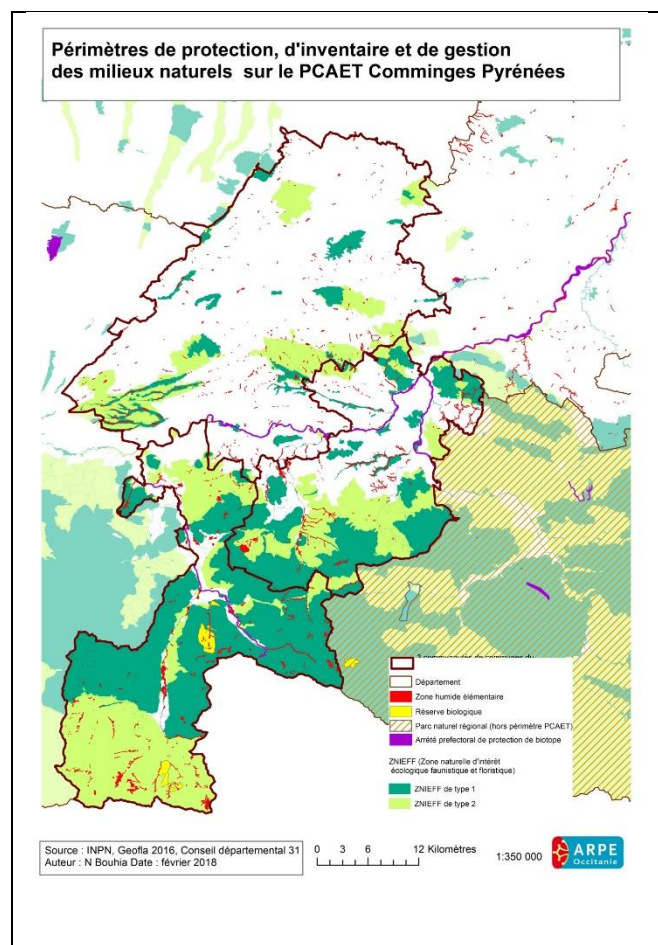 Périmètres de protection, d'inventaire et de gestion
des milieux naturels sur le PCAET Comminges Pyrénées
Département
Zone humide élémentaire
Réserve biologique
Parc naturel régional (hors périmètre PCAET)
Arrété prefectoral de protection de biotope
ZNIEFF (Zone naturelle d'intérêt
écologique faunistique et floristique)
ZNIEFF de type 1
ZNIEFF de type 2
Source : INPN, Geofla 2016, Conseil départemental 31
Auteur : N Bouhia Date : février 2018
0 3 6 12 Kilomètres
1:350 000
ARPE
Occitanie